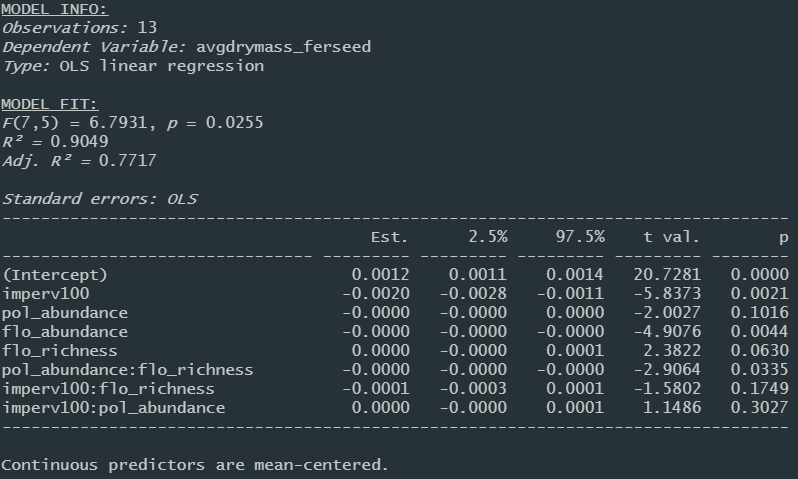 MODEL INFO:
Observations: 13
Dependent Variable: avgdrymass_ferseed
Type: OLS linear regression

MODEL FIT:
F(7,5) = 6.7931, p = 0.0255
R² = 0.9049
Adj. R² = 0.7717

Standard errors: OLS
--------------------------------------------------------------------------------
                                     Est.      2.5%     97.5%    t val.        p
-------------------------------- --------- --------- --------- --------- --------
(Intercept)                        0.0012    0.0011    0.0014   20.7281   0.0000
imperv100                         -0.0020   -0.0028   -0.0011   -5.8373   0.0021
pol_abundance                     -0.0000   -0.0000    0.0000   -2.0027   0.1016
flo_abundance                     -0.0000   -0.0000   -0.0000   -4.9076   0.0044
flo_richness                       0.0000   -0.0000    0.0001    2.3822   0.0630
pol_abundance:flo_richness        -0.0000   -0.0000   -0.0000   -2.9064   0.0335
imperv100:flo_richness            -0.0001   -0.0003    0.0001   -1.5802   0.1749
imperv100:pol_abundance            0.0000   -0.0000    0.0001    1.1486   0.3027
--------------------------------------------------------------------------------

Continuous predictors are mean-centered.